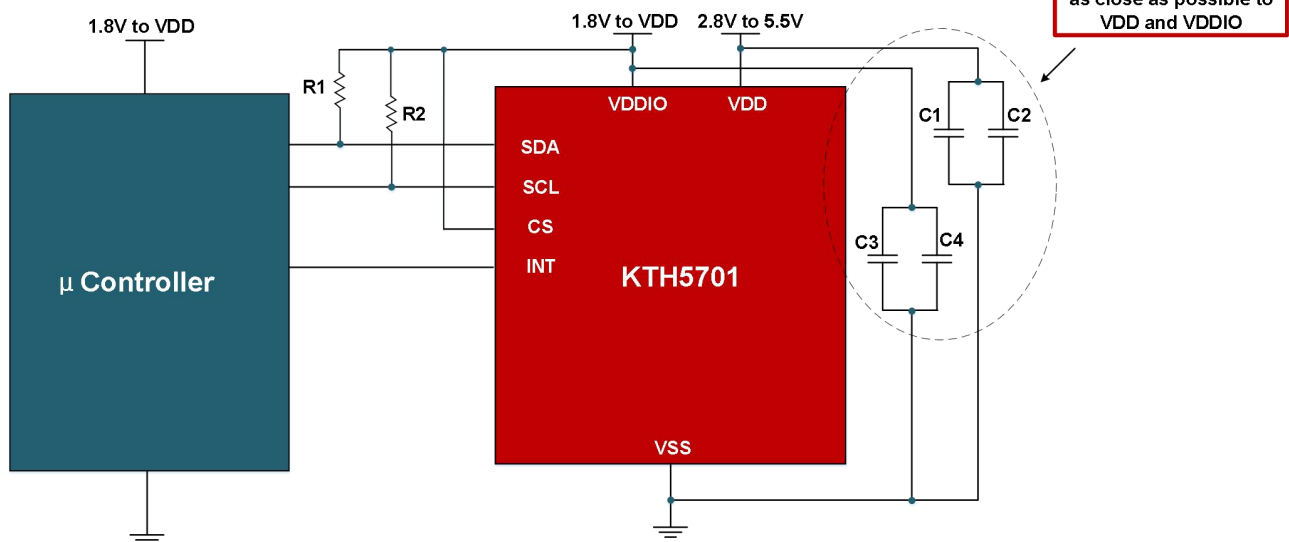 as close as possible to
VDD and VDDIO
1.8V to VDD
1.8V to VDD
2.8V to 5.5V
R1
R2
VDDIO
VDD
C1
C2
SDA
SCL
CS
INT
C3
C4
μ Controller
KTH5701
VSS